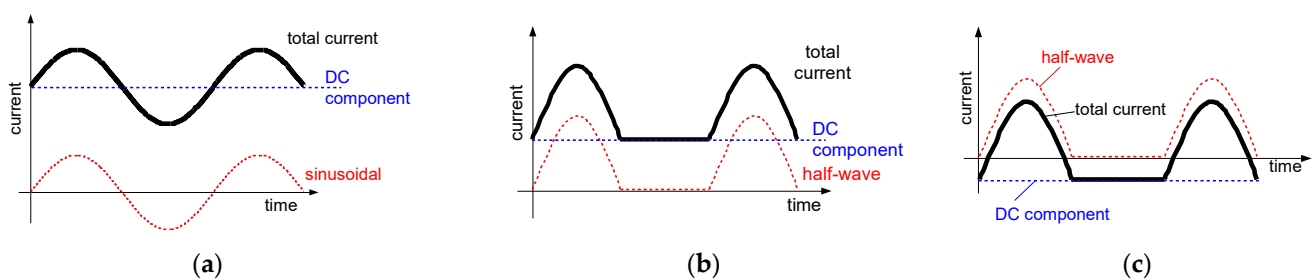 total current
DC
component
current
sinusoidal
time
(a)
total
current
current
DC
component
half-wave
time
(b)
half-wave
total current
current
time
DC component
(c)